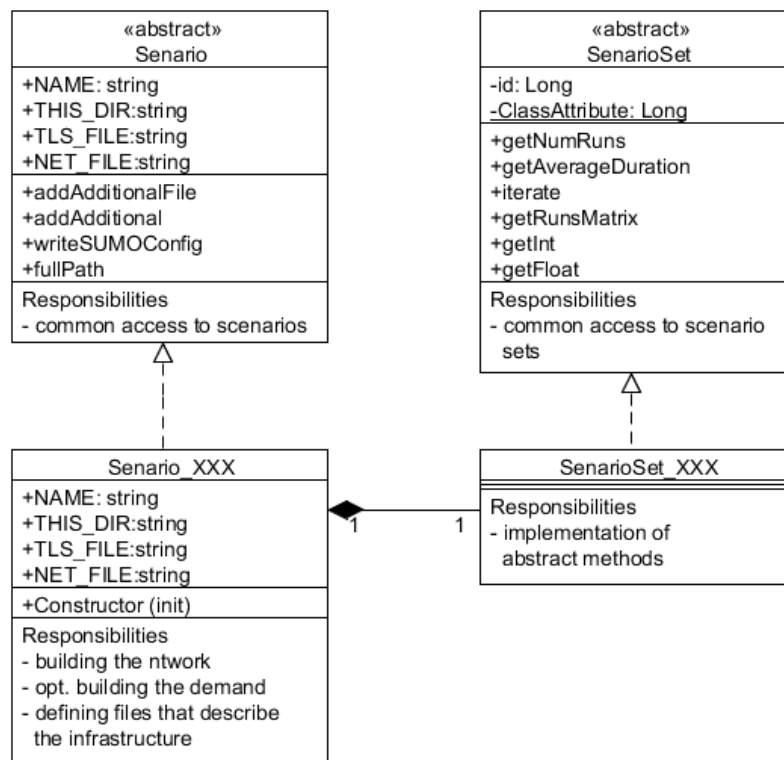 «abstract»
Senario
+NAME: string
+THIS_DIR:string
+TLS_FILE:string
+NET_FILE:string
+addAdditionalFile
+addAdditional
+writeSUMOConfig
+fullPath
Responsibilities
- common access to scenarios
«abstract»
SenarioSet
-id: Long
-ClassAttribute: Long
+getNumRuns
+getAverageDuration
+iterate
+getRunsMatrix
+getInt
+getFloat
Responsibilities
- common access to scenario
sets
Senario_XXX
+NAME: string
+THIS_DIR:string
+TLS_FILE:string
+NET_FILE:string
+Constructor (init)
Responsibilities
- building the ntwork
- opt. building the demand
- defining files that describe
the infrastructure
1
1
SenarioSet_XXX
Responsibilities
- implementation of
abstract methods